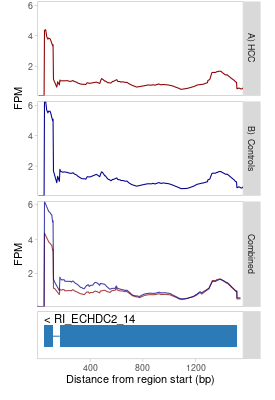 6
4
2
A) HCC
FPM
6
4
2
B) Controls
6
4
2
FPM
Combined
< RI_ECHDC2_14
400
800
1200
Distance from region start (bp)